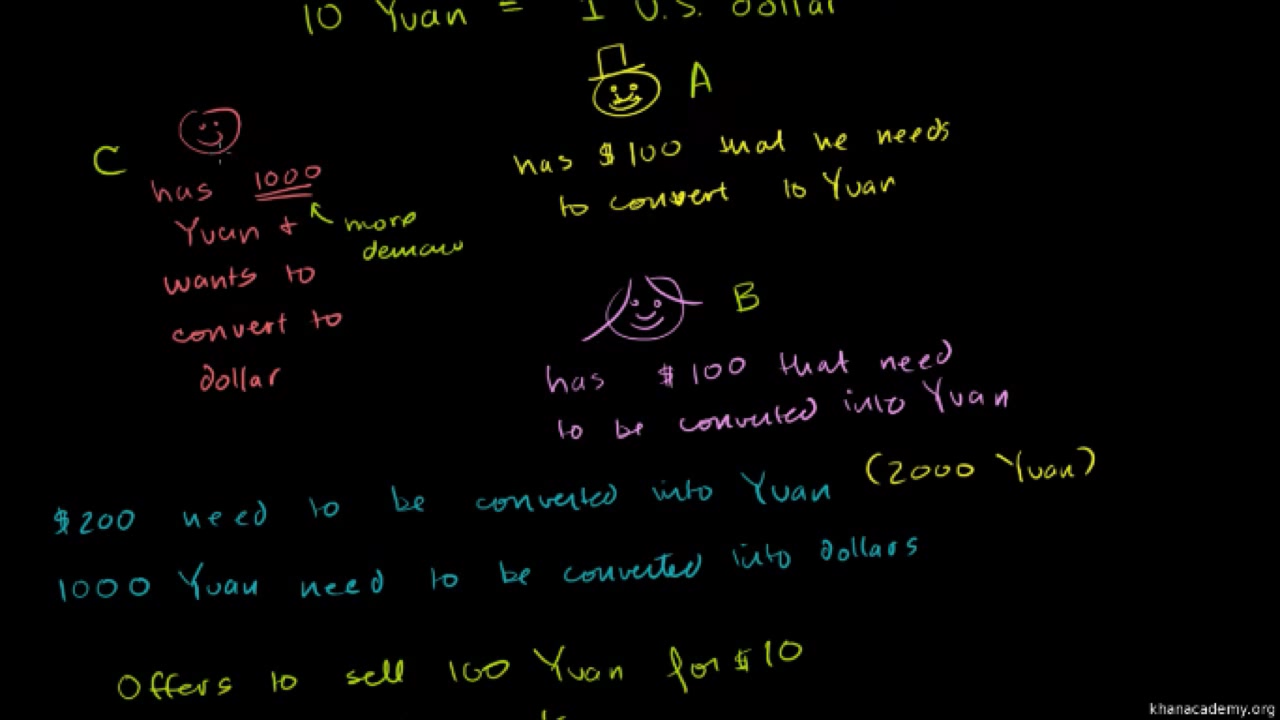 10 Yuan = 1 U.S. dollar
A
has $100 that he needs
to convert to Yuan
C
has 1000
Yuan +
wants to
convert to
dollar
more
deman
B
has $100 that need
to be converted into Yuan
$200 need to be converted into Yuan (2000 Yuan)
1000 Yuan need to be converted into dollars
Offers to sell 100 Yuan for $10
khanacademy.org